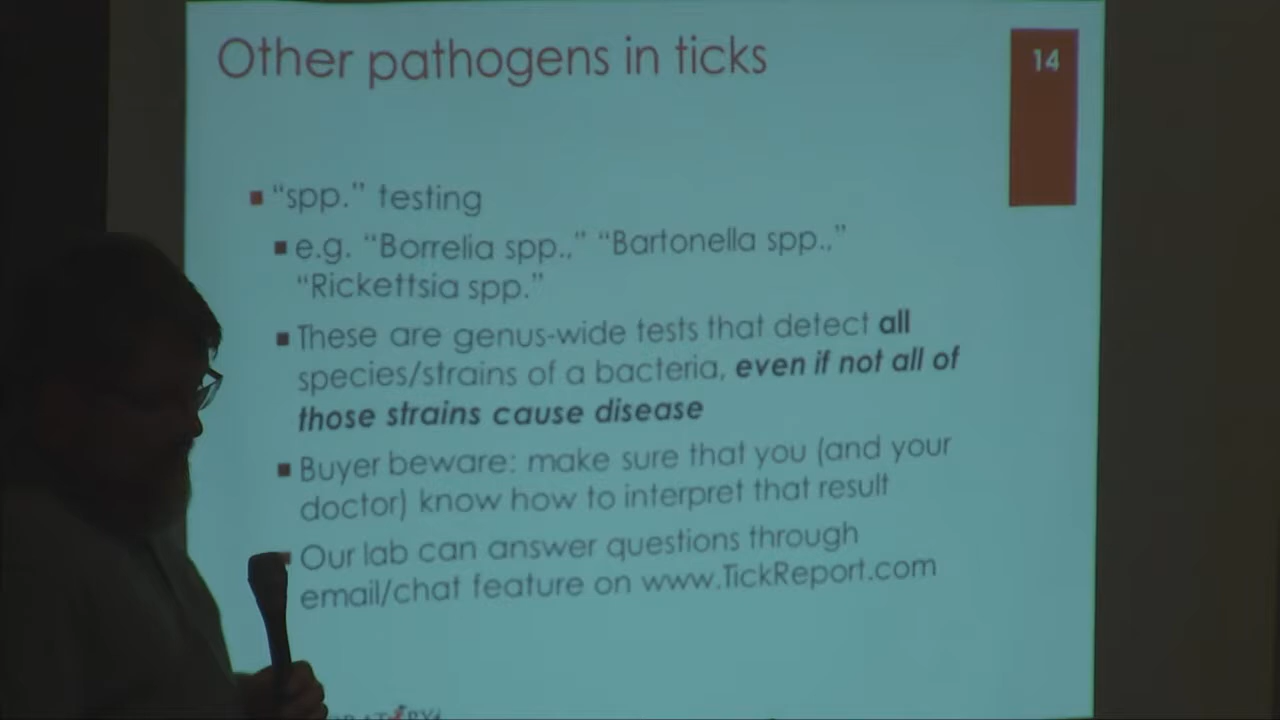 Other pathogens in ticks
14
"spp." testing
e.g. "Borrelia spp.," "Bartonella spp.,"
"Rickettsia spp."
These are genus-wide tests that detect all
species/strains of a bacteria, even if not all of
those strains cause disease
Buyer beware: make sure that you (and your
doctor) know how to interpret that result
Our lab can answer questions through
email/chat feature on www.TickReport.com